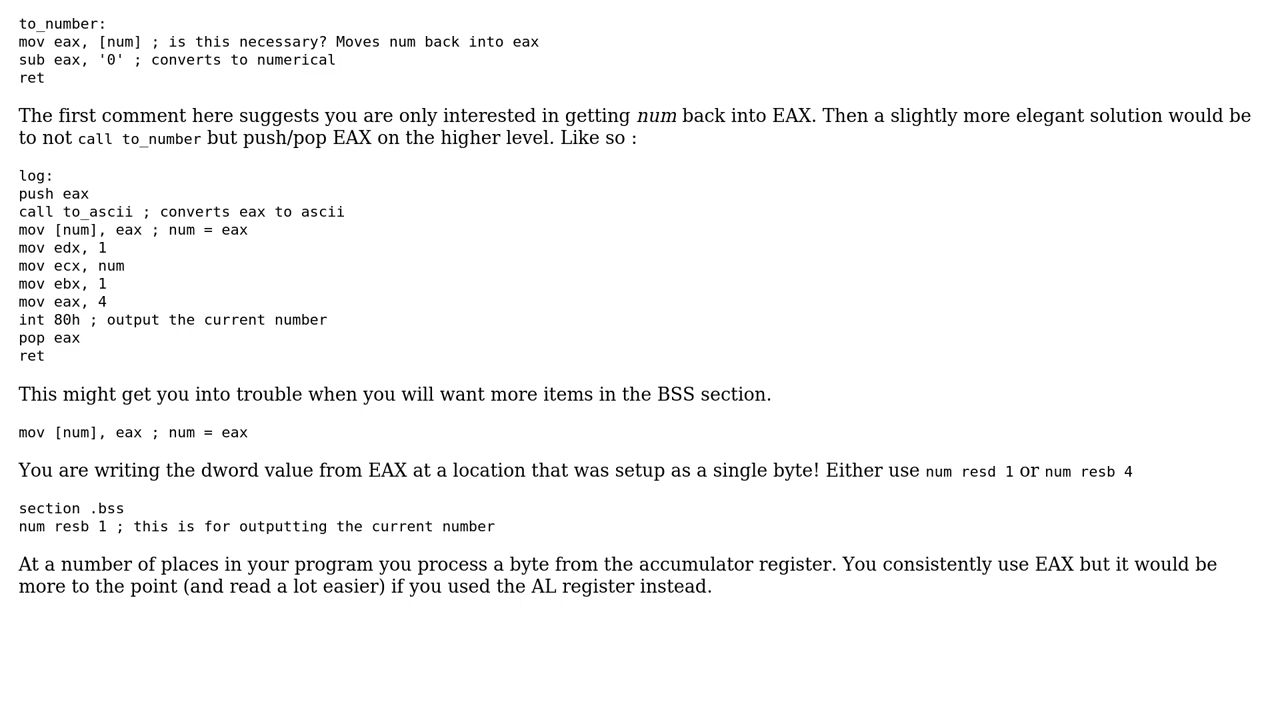 to_number:
mov eax, [num] ; is this necessary? Moves num back into eax
sub eax, '0' ; converts to numerical
ret
The first comment here suggests you are only interested in getting num back into EAX. Then a slightly more elegant solution would be
to not call to_number but push/pop EAX on the higher level. Like so :
log:
push eax
call to_ascii ; converts eax to ascii
mov [num], eax ; num = eax
mov edx, 1
mov ecx, num
mov ebx, 1
mov eax, 4
int 80h ; output the current number
pop eax
ret
This might get you into trouble when you will want more items in the BSS section.
mov [num], eax ; num = eax
You are writing the dword value from EAX at a location that was setup as a single byte! Either use num resd 1 or num resb 4
section .bss
num resb 1 ; this is for outputting the current number
At a number of places in your program you process a byte from the accumulator register. You consistently use EAX but it would be
more to the point (and read a lot easier) if you used the AL register instead.